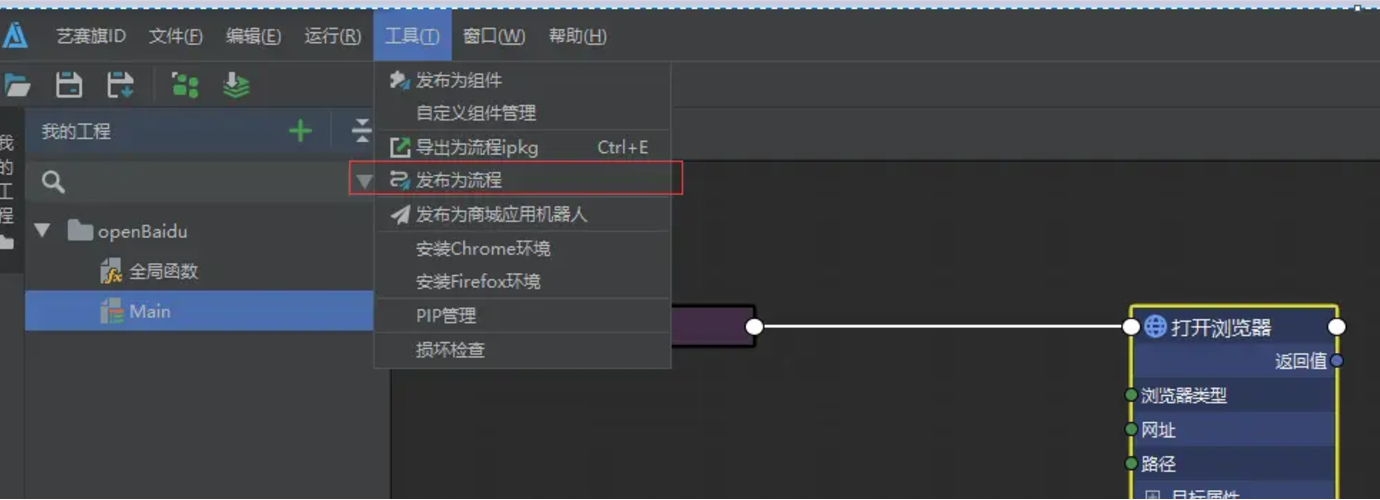 艺赛旗ID 文件(F) 编辑(E) 运行(R) 工具(T) 窗口(W) 帮助(H)
我的工程
我的工程
openBaidu
全局函数
Main
发布为组件
自定义组件管理
导出为流程ipkg Ctrl+E
发布为流程
发布为商城应用机器人
安装Chrome环境
安装Firefox环境
PIP管理
损坏检查
打开浏览器
返回值
浏览器类型
网址
路径
目标属性